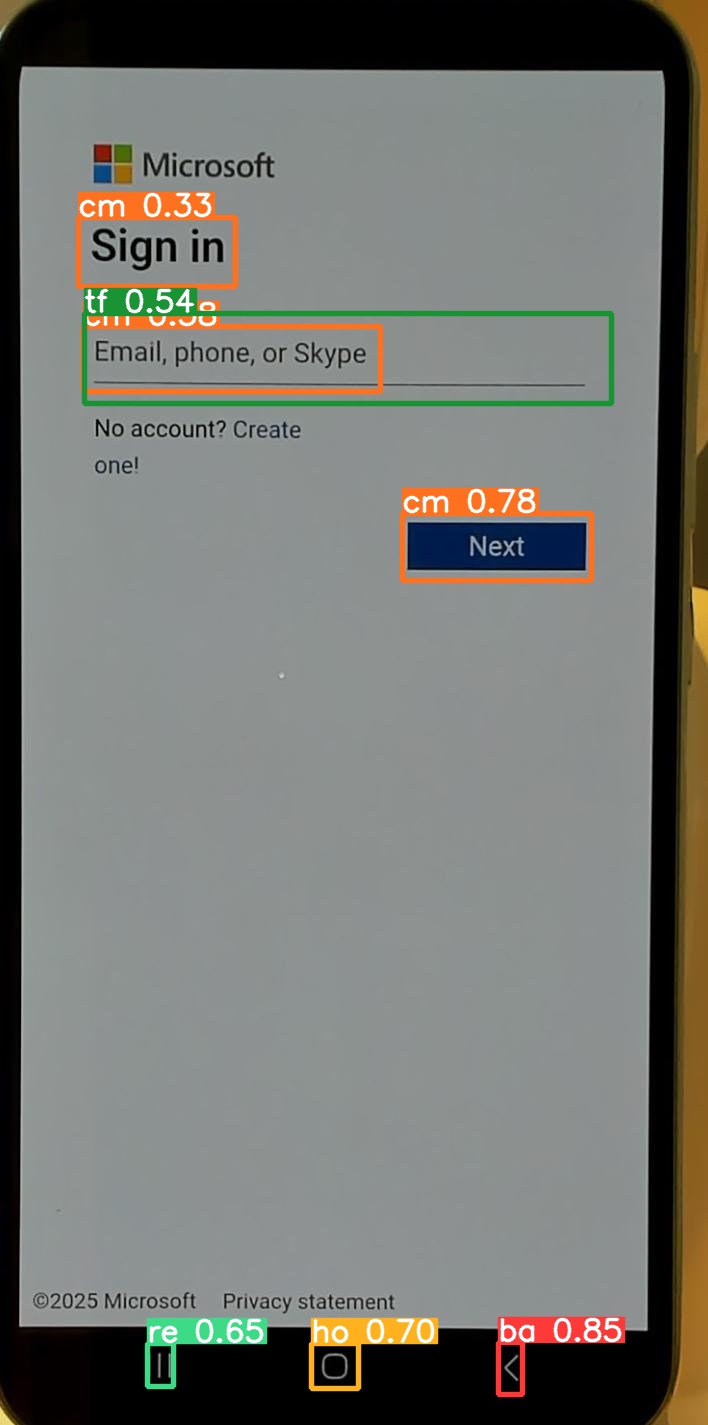 Microsoft
cm 0.33
Sign in
tf 0.54
cm 0.58
Email, phone, or Skype
No account? Create
one!
cm 0.78
Next
©2025 Microsoft Privacy statement
re 0.65 ho 0.70 ba 0.85